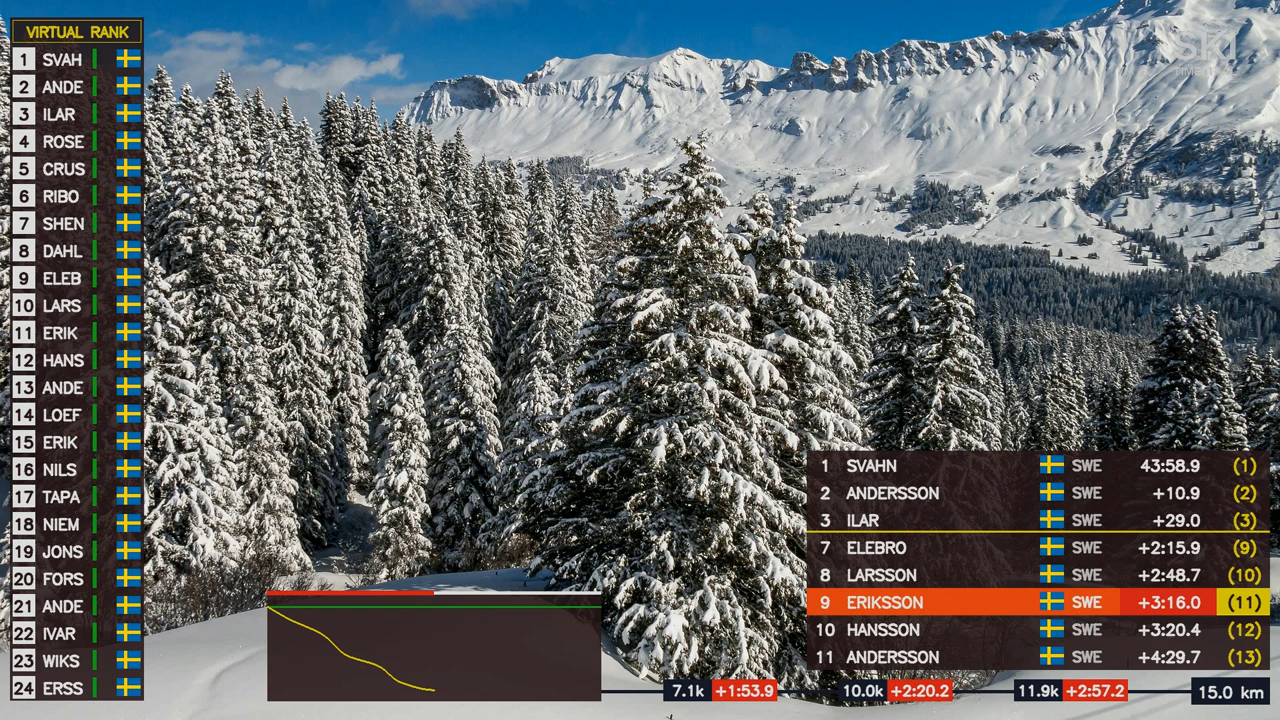 VIRTUAL RANK
1 SVAH
2 ANDE
3 ILAR
4 ROSE
5 CRUS
6 RIBO
7 SHEN
8 DAHL
9 ELEB
10 LARS
11 ERIK
12 HANS
13 ANDE
14 LOEF
15 ERIK
16 NILS
17 TAPA
18 NIEM
19 JONS
20 FORS
21 ANDE
22 IVAR
23 WIKS
24 ERSS
SKI
1 SVAHN SWE 43:58.9 (1)
2 ANDERSSON SWE +10.9 (2)
3 ILAR SWE +29.0 (3)
7 ELEBRO SWE +2:15.9 (9)
8 LARSSON SWE +2:48.7 (10)
9 ERIKSSON SWE +3:16.0 (11)
10 HANSSON SWE +3:20.4 (12)
11 ANDERSSON SWE +4:29.7 (13)
7.1k +1:53.9 10.0k +2:20.2 11.9k +2:57.2 15.0 km